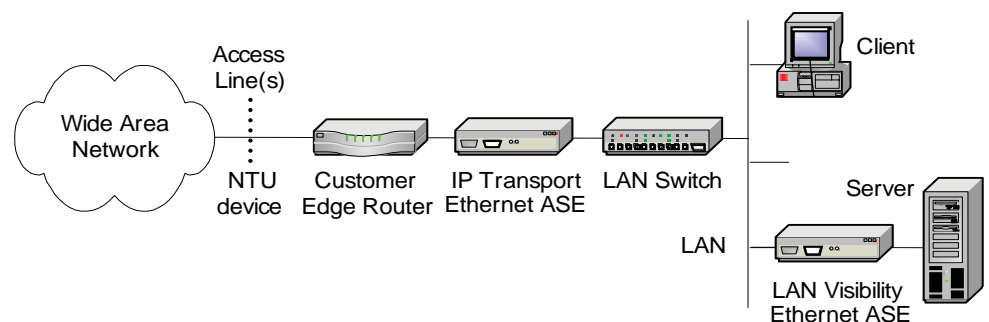 Access
Line(s)
Wide Area
Network
NTU
device
Customer
Edge Router
IP Transport
Ethernet ASE
LAN Switch
Client
Server
LAN
LAN Visibility
Ethernet ASE